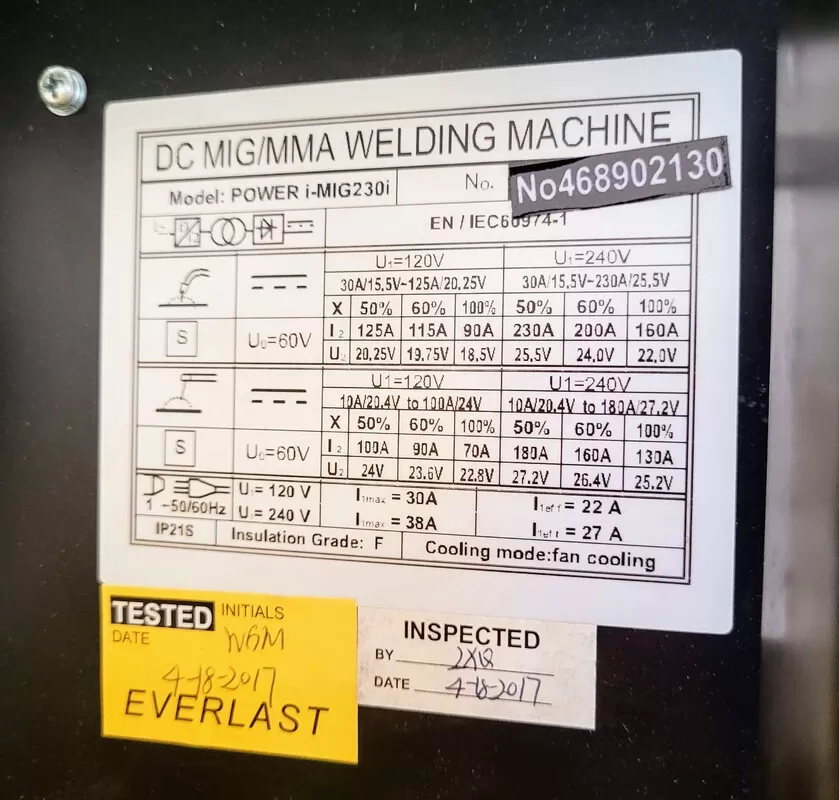 DC MIG/MMA WELDING MACHINE
Model: POWER i-MIG230i No. No468902130
EN / IEC60974-1
U₁=120V U₁=240V
30A/15,5V~125A/20,25V 30A/15,5V~230A/25,5V
X 50% 60% 100% 50% 60% 100%
S U₀=60V I₂ 125A 115A 90A 230A 200A 160A
U₂ 20,25V 19,75V 18,5V 25,5V 24,0V 22,0V
U1=120V U1=240V
10A/20.4V to 100A/24V 10A/20.4V to 180A/27.2V
X 50% 60% 100% 50% 60% 100%
S U₀=60V I₂ 100A 90A 70A 180A 160A 130A
U₂ 24V 23.6V 22.8V 27.2V 26.4V 25.2V
U₁= 120 V I₁max = 30A I₁eff = 22 A
1 ~50/60Hz U₁= 240 V I₁max = 38A I₁eff = 27 A
IP21S Insulation Grade: F Cooling mode:fan cooling
TESTED INITIALS
DATE
4-18-2017
EVERLAST
INSPECTED
BY
DATE 4-18-2017